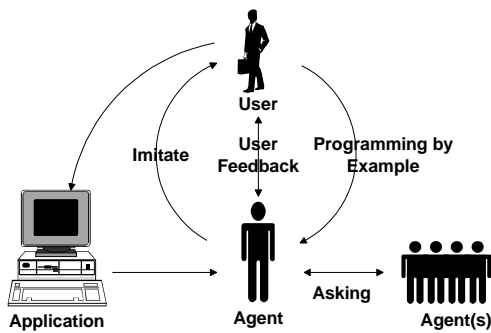 User
Imitate
User
Feedback
Programming by
Example
Asking
Application
Agent
Agent(s)